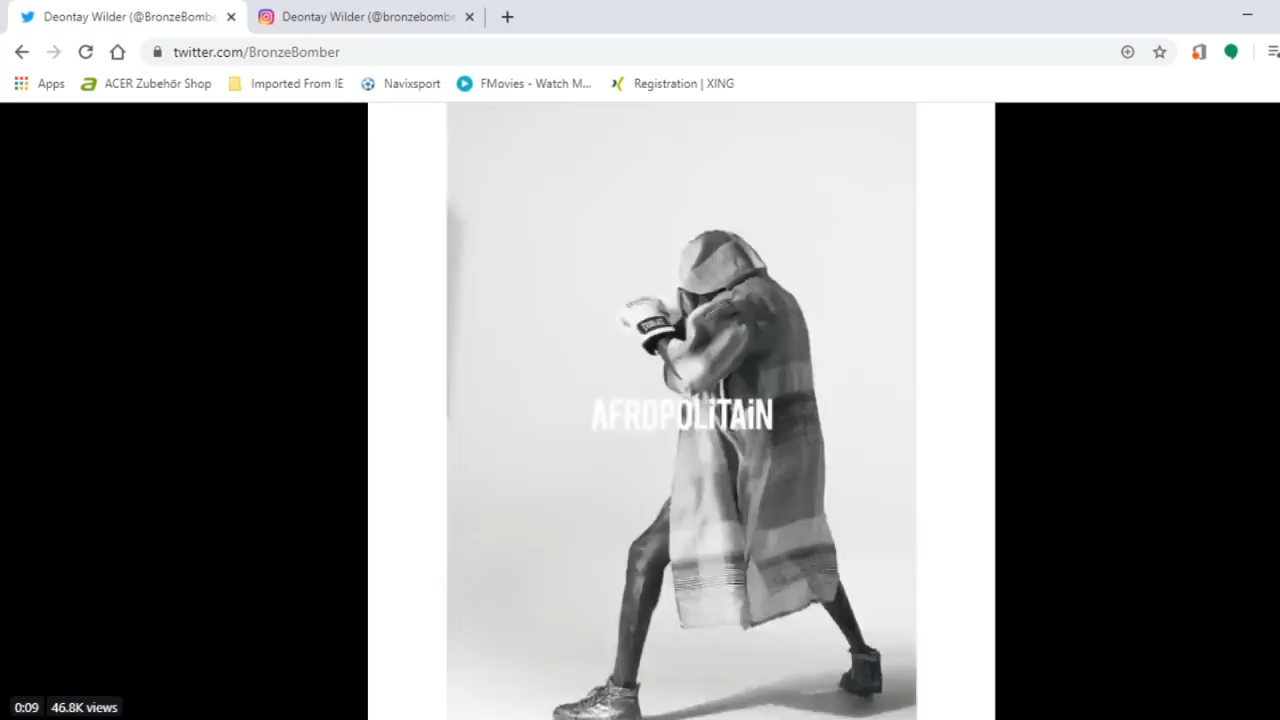 Deontay Wilder (@BronzeBombe
Deontay Wilder (@bronzebombe
twitter.com/BronzeBomber
Apps
ACER Zubehör Shop
Imported From IE
Navixsport
FMovies - Watch M...
Registration | XING
EVERLAST
AFROPOLiTAiN
0:09
46.8K views